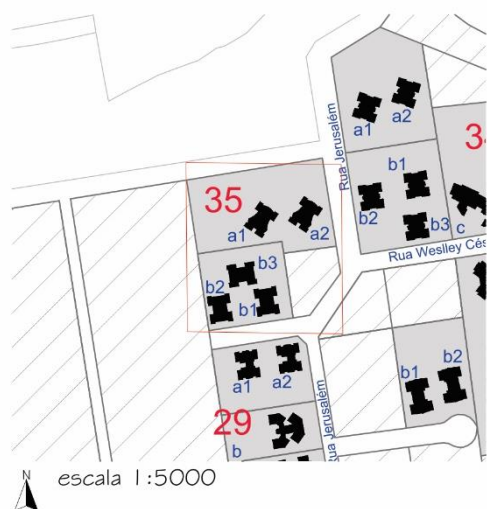 Rua Jerusalém
a1
a2
34
b1
b2
b3
c
Rua Weslley Cés
35
a1
a2
b3
b2
b1
a1
a2
29
b
Rua Jerusalém
b1
b2
N
escala 1:5000